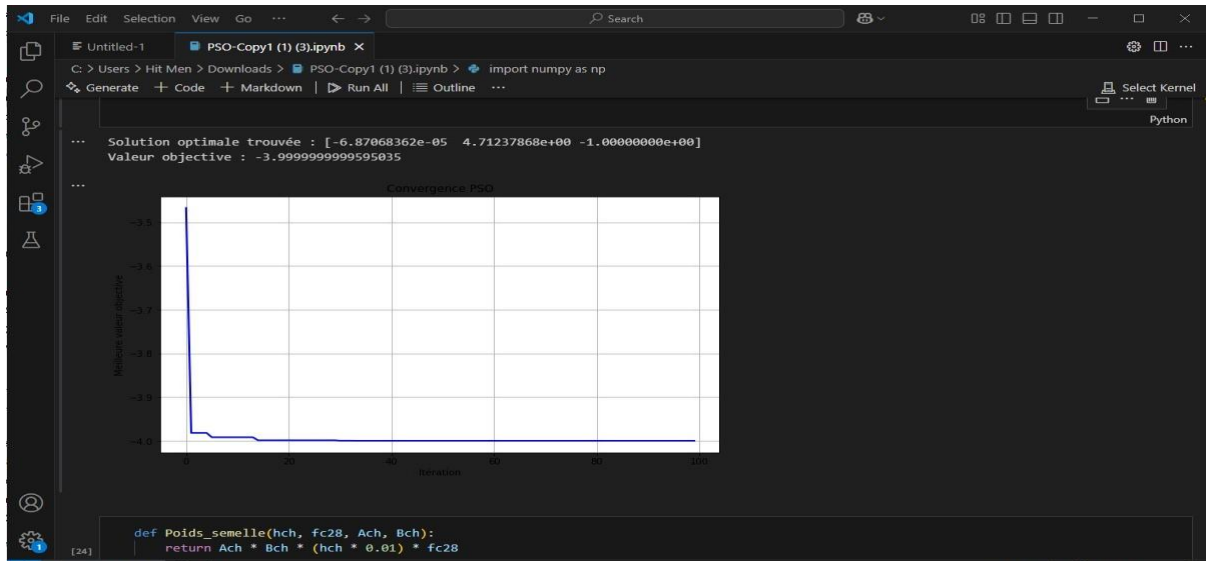 File Edit Selection View Go ··· Search
Untitled-1 PSO-Copy1 (1) (3).ipynb
C: > Users > Hit Men > Downloads > PSO-Copy1 (1) (3).ipynb > import numpy as np
Generate + Code + Markdown | Run All | Outline ··· Select Kernel
Python
... Solution optimale trouvée : [-6.87068362e-05 4.71237868e+00 -1.00000000e+00]
Valeur objective : -3.9999999999595035
...
Convergence PSO
Meilleure valeur objective
−3.5
−3.6
−3.7
−3.8
−3.9
−4.0
0 20 40 60 80 100
Iteration
3
1
def Poids_semelle(hch, fc28, Ach, Bch):
[24] return Ach * Bch * (hch * 0.01) * fc28